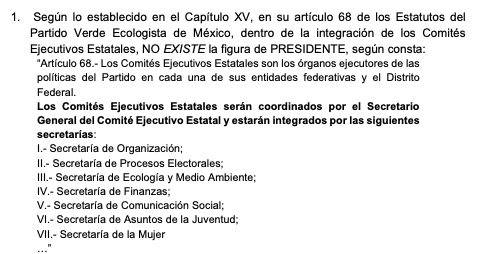 1. Según lo establecido en el Capítulo XV, en su artículo 68 de los Estatutos del
Partido Verde Ecologista de México, dentro de la integración de los Comités
Ejecutivos Estatales, NO EXISTE la figura de PRESIDENTE, según consta:
"Artículo 68.- Los Comités Ejecutivos Estatales son los órganos ejecutores de las
políticas del Partido en cada una de sus entidades federativas y el Distrito
Federal.
Los Comités Ejecutivos Estatales serán coordinados por el Secretario
General del Comité Ejecutivo Estatal y estarán integrados por las siguientes
secretarías:
I.- Secretaría de Organización;
II.- Secretaría de Procesos Electorales;
III.- Secretaría de Ecología y Medio Ambiente;
IV.- Secretaría de Finanzas;
V.- Secretaría de Comunicación Social;
VI.- Secretaría de Asuntos de la Juventud;
VII.- Secretaría de la Mujer
..."